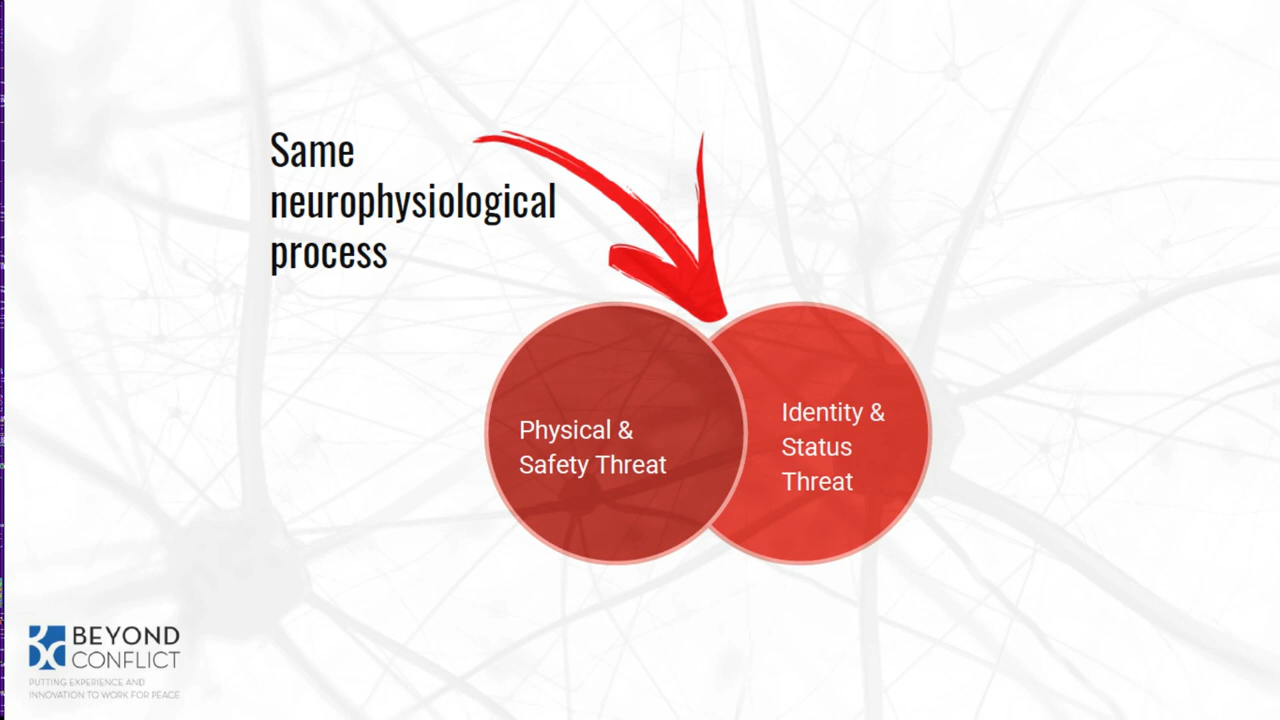 Same
neurophysiological
process
Physical &
Safety Threat
Identity &
Status
Threat
BEYOND
CONFLICT
PUTTING EXPERIENCE AND
INNOVATION TO WORK FOR PEACE